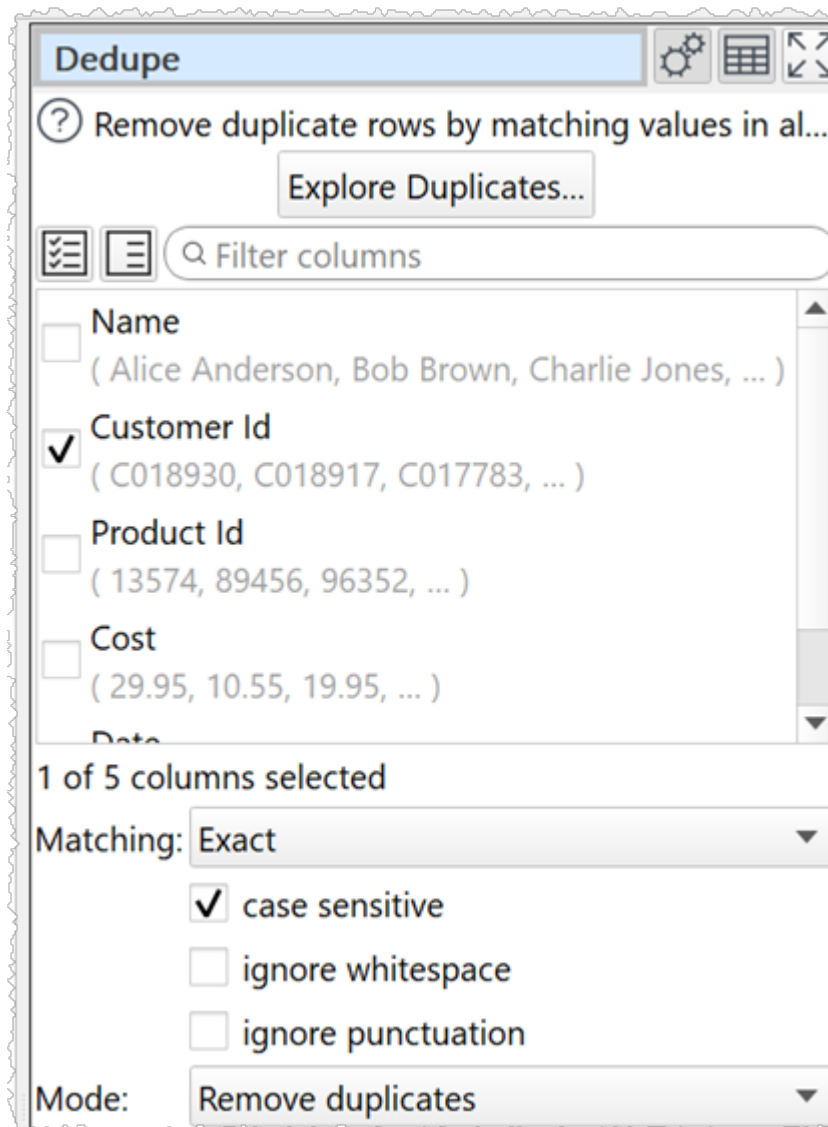 Dedupe
Remove duplicate rows by matching values in al...
Explore Duplicates...
Filter columns
Name
( Alice Anderson, Bob Brown, Charlie Jones, ... )
Customer Id
( C018930, C018917, C017783, ... )
Product Id
( 13574, 89456, 96352, ... )
Cost
( 29.95, 10.55, 19.95, ... )
Date
1 of 5 columns selected
Matching: Exact
case sensitive
ignore whitespace
ignore punctuation
Mode: Remove duplicates